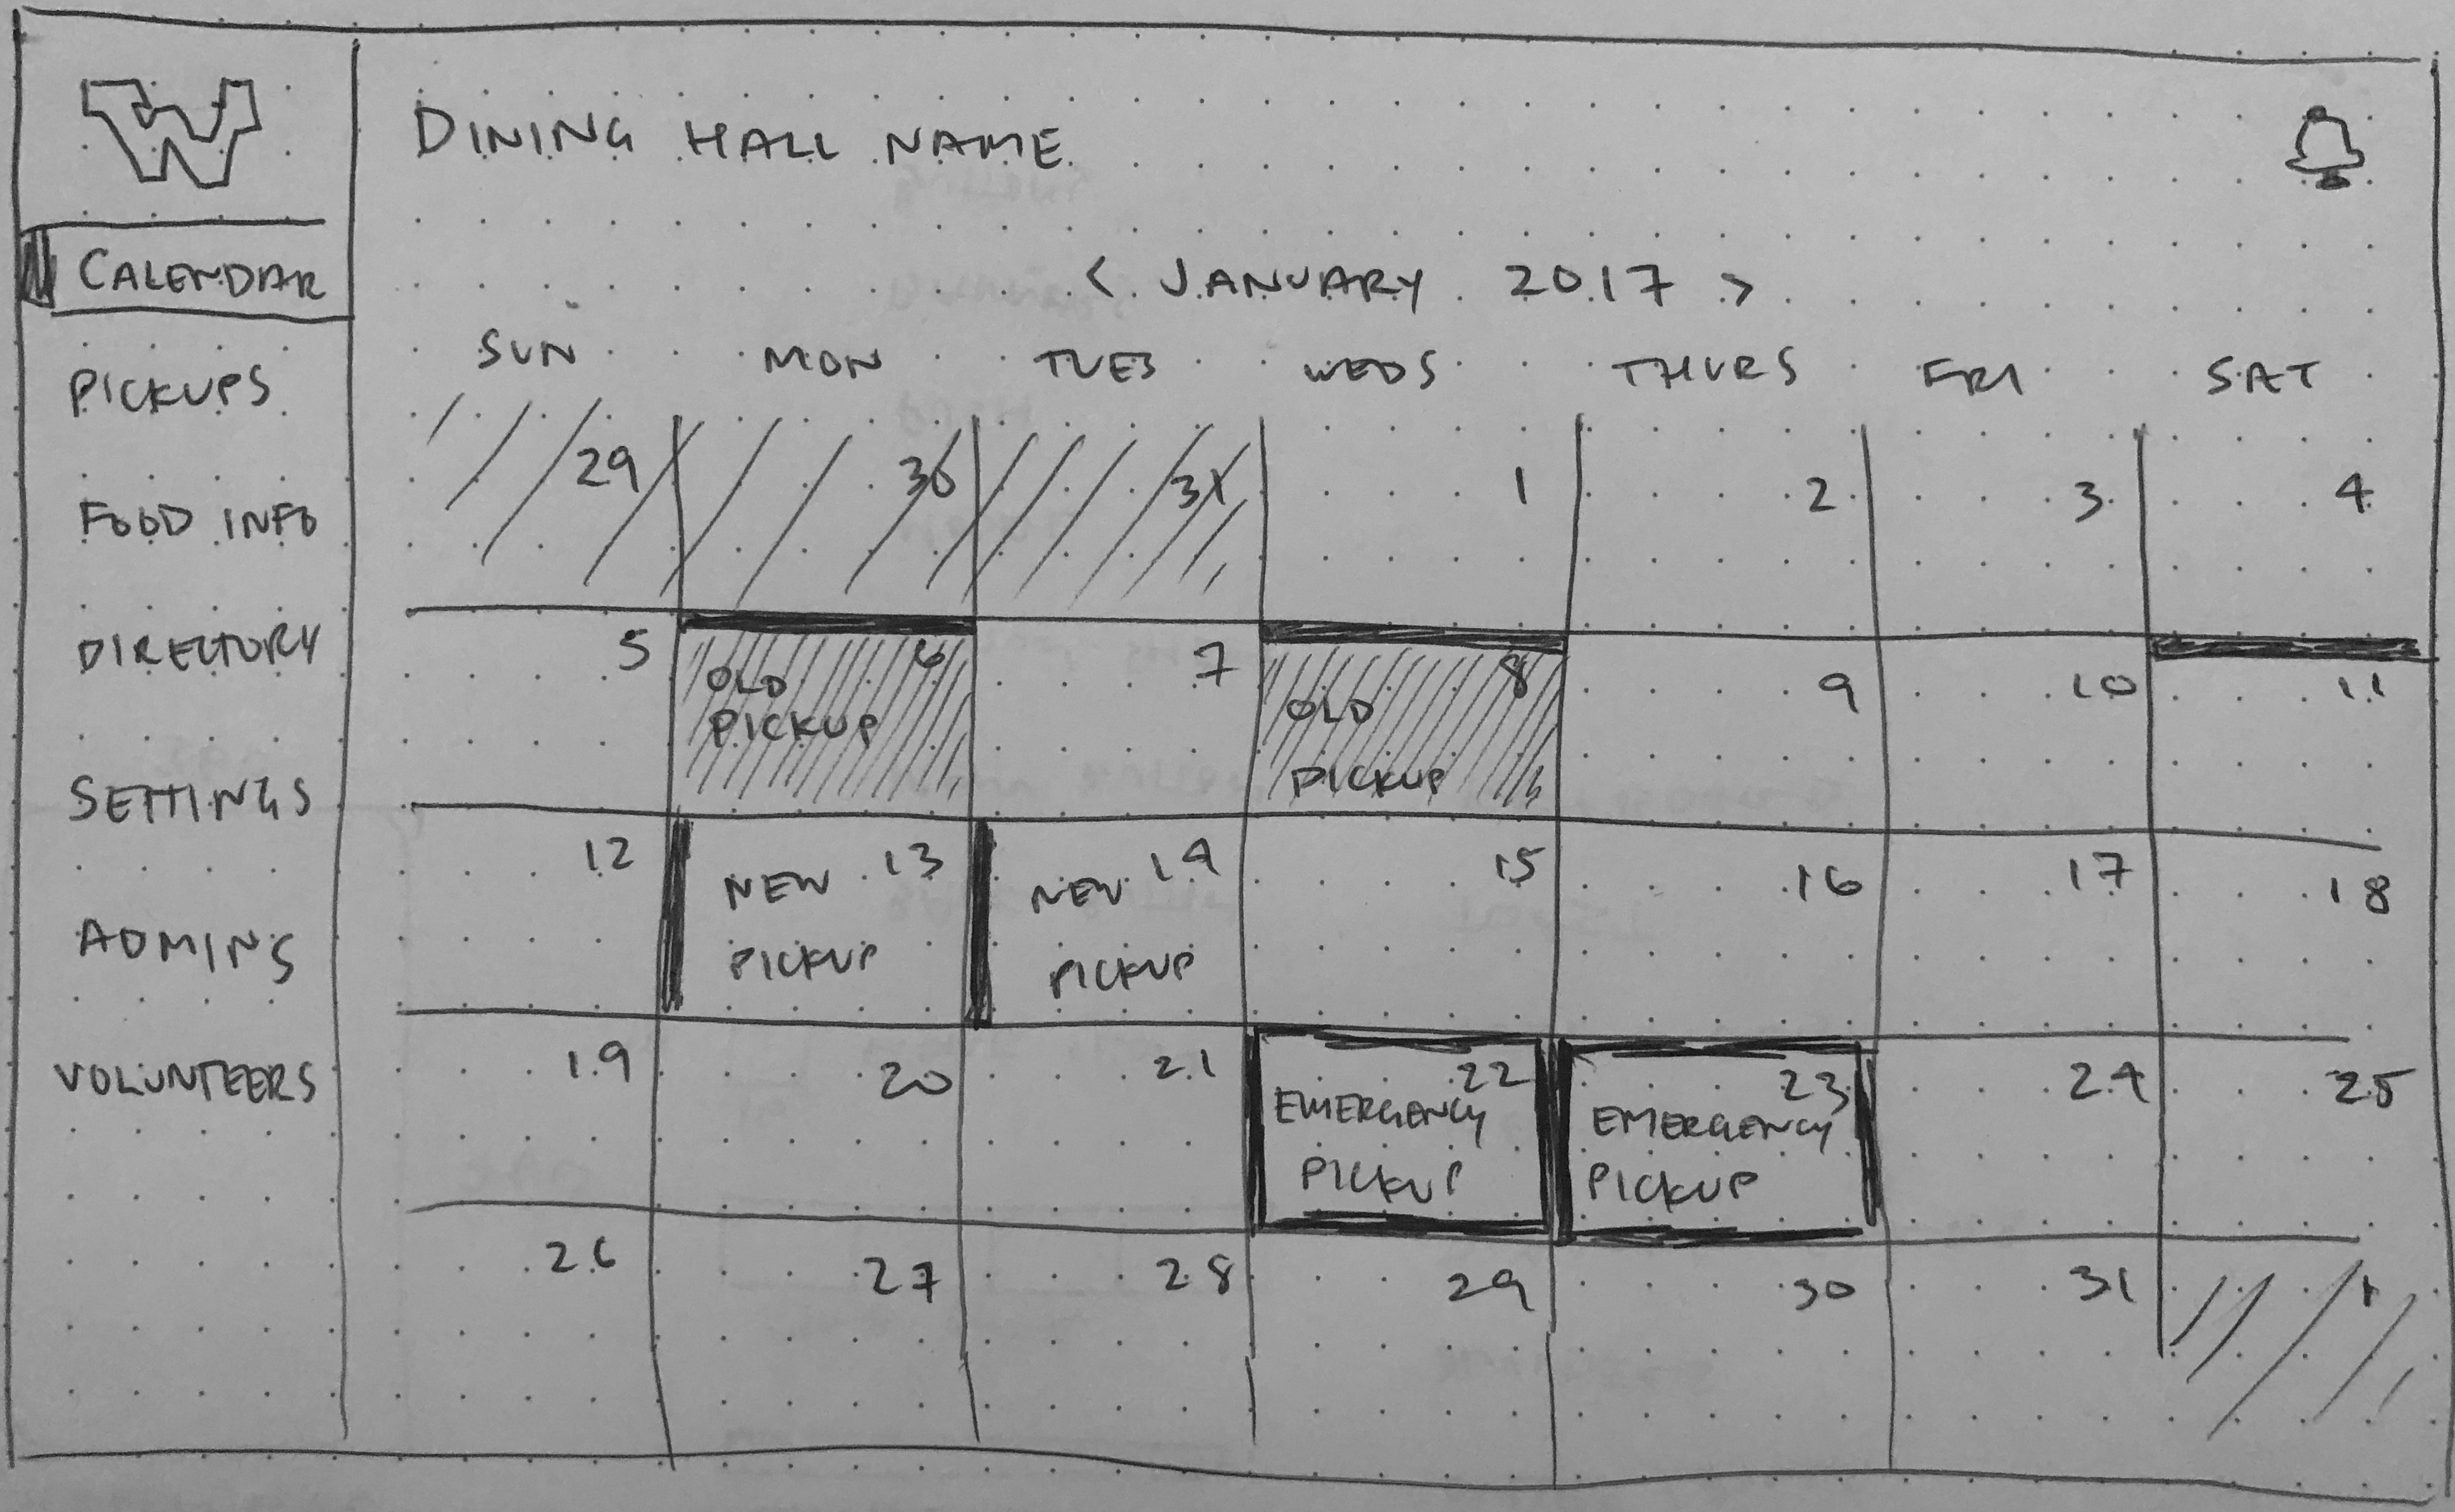 W
DINING HALL NAME
CALENDAR
< JANUARY 2017 >
SUN MON TUES WEDS THURS FRI SAT
PICKUPS
29 30 31 1 2 3 4
FOOD INFO
DIRECTORY
5 6 7 8 9 10 11
OLD PICKUP
OLD PICKUP
SETTINGS
12 13 14 15 16 17 18
NEW PICKUP
NEW PICKUP
ADMINS
VOLUNTEERS
19 20 21 22 23 24 25
EMERGENCY PICKUP
EMERGENCY PICKUP
26 27 28 29 30 31 1